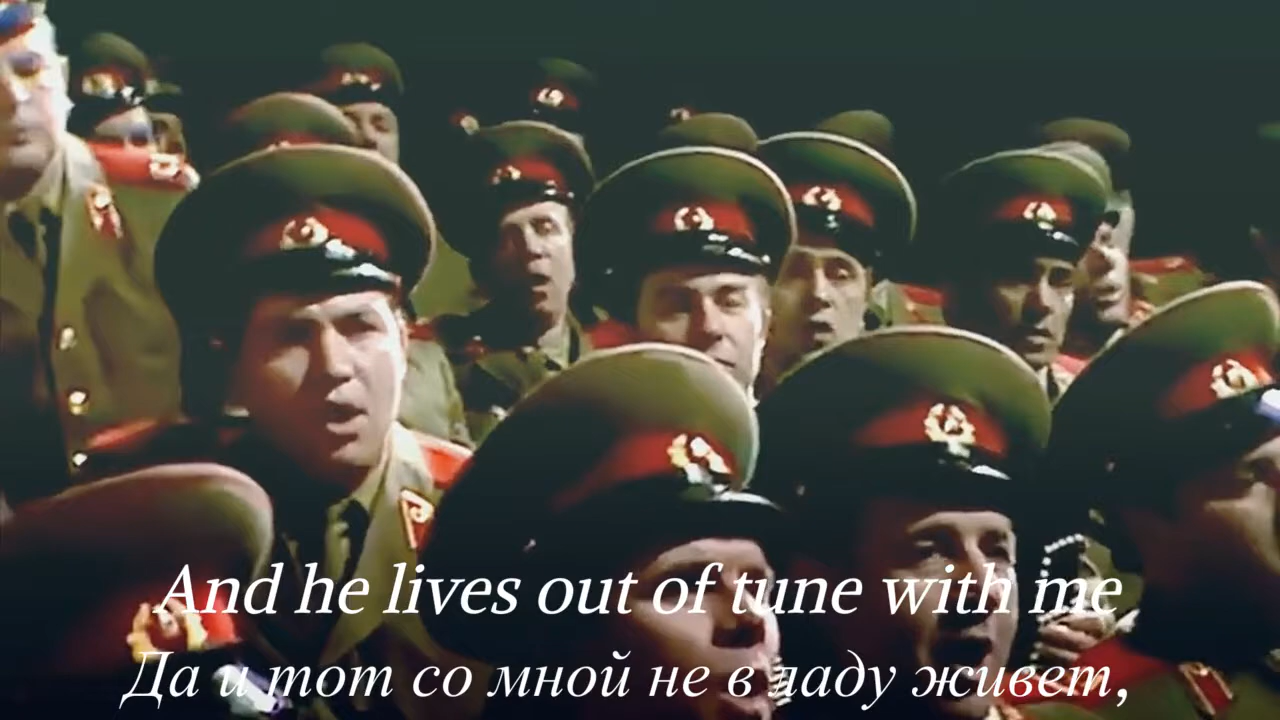 And he lives out of tune with me
Да и тот со мной не в ладу живет,